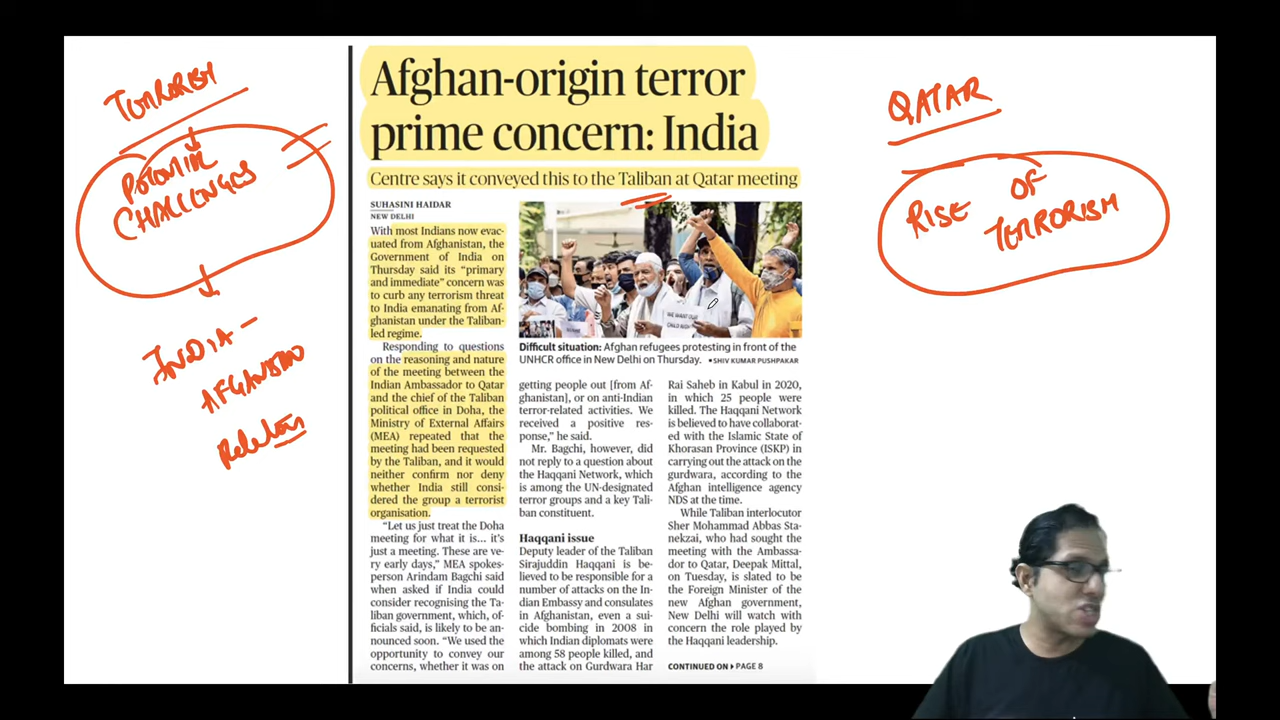 TERRORISM
POTENTIAL
CHALLENGES
INDIA -
AFGHANISTAN
Relations
Afghan-origin terror
prime concern: India
Centre says it conveyed this to the Taliban at Qatar meeting
SUHASINI HAIDAR
NEW DELHI
With most Indians now evac-
uated from Afghanistan, the
Government of India on
Thursday said its “primary
and immediate” concern was
to curb any terrorism threat
to India emanating from Af-
ghanistan under the Taliban-
led regime.
Responding to questions
on the reasoning and nature
of the meeting between the
Indian Ambassador to Qatar
and the chief of the Taliban
political office in Doha, the
Ministry of External Affairs
(MEA) repeated that the
meeting had been requested
by the Taliban, and it would
neither confirm nor deny
whether India still consi-
dered the group a terrorist
organisation.
“Let us just treat the Doha
meeting for what it is... it’s
just a meeting. These are ve-
ry early days,” MEA spokes-
person Arindam Bagchi said
when asked if India could
consider recognising the Ta-
liban government, which, of-
ficials said, is likely to be an-
nounced soon. “We used the
opportunity to convey our
concerns, whether it was on
WE WANT OUR
CHILD RIGHT
Difficult situation: Afghan refugees protesting in front of the
UNHCR office in New Delhi on Thursday. • SHIV KUMAR PUSHPAKAR
getting people out [from Af-
ghanistan], or on anti-Indian
terror-related activities. We
received a positive res-
ponse,” he said.
Mr. Bagchi, however, did
not reply to a question about
the Haqqani Network, which
is among the UN-designated
terror groups and a key Tali-
ban constituent.
Haqqani issue
Deputy leader of the Taliban
Sirajuddin Haqqani is be-
lieved to be responsible for a
number of attacks on the In-
dian Embassy and consulates
in Afghanistan, even a sui-
cide bombing in 2008 in
which Indian diplomats were
among 58 people killed, and
the attack on Gurdwara Har
Rai Saheb in Kabul in 2020,
in which 25 people were
killed. The Haqqani Network
is believed to have collaborat-
ed with the Islamic State of
Khorasan Province (ISKP) in
carrying out the attack on the
gurdwara, according to the
Afghan intelligence agency
NDS at the time.
While Taliban interlocutor
Sher Mohammad Abbas Sta-
nekzai, who had sought the
meeting with the Ambassa-
dor to Qatar, Deepak Mittal,
on Tuesday, is slated to be
the Foreign Minister of the
new Afghan government,
New Delhi will watch with
concern the role played by
the Haqqani leadership.
CONTINUED ON ▶ PAGE 8
QATAR
RISE OF
TERRORISM